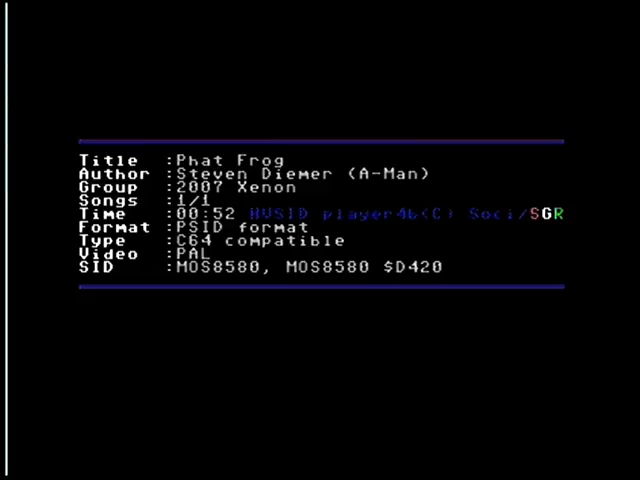 Title :Phat Frog
Author :Steven Diemer (A-Man)
Group :2007 Xenon
Songs :1/1
Time :00:52 HVSID player4b(C) Soci/SGR
Format :PSID format
Type :C64 compatible
Video :PAL
SID :MOS8580, MOS8580 $D420